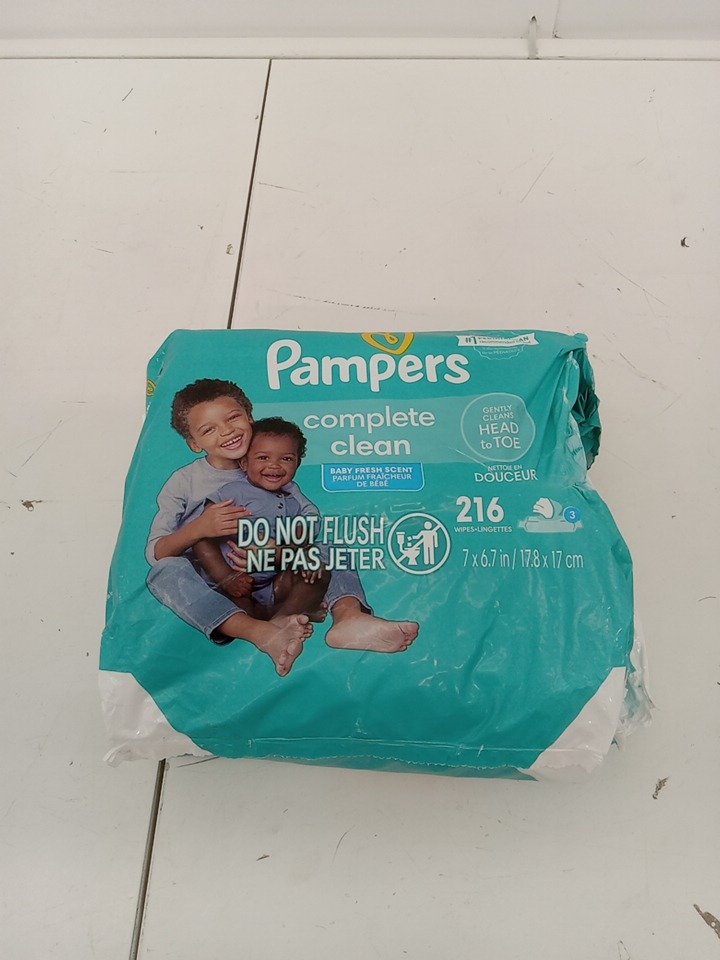 Pampers
#1
complete
clean
BABY FRESH SCENT
PARFUM FRAÎCHEUR
DE BÉBÉ
GENTLY
CLEANS
HEAD
to TOE
NETTOIE EN
DOUCEUR
216
WIPES•LINGETTES
3
DO NOT FLUSH
NE PAS JETER
7 x 6.7 in / 17.8 x 17 cm